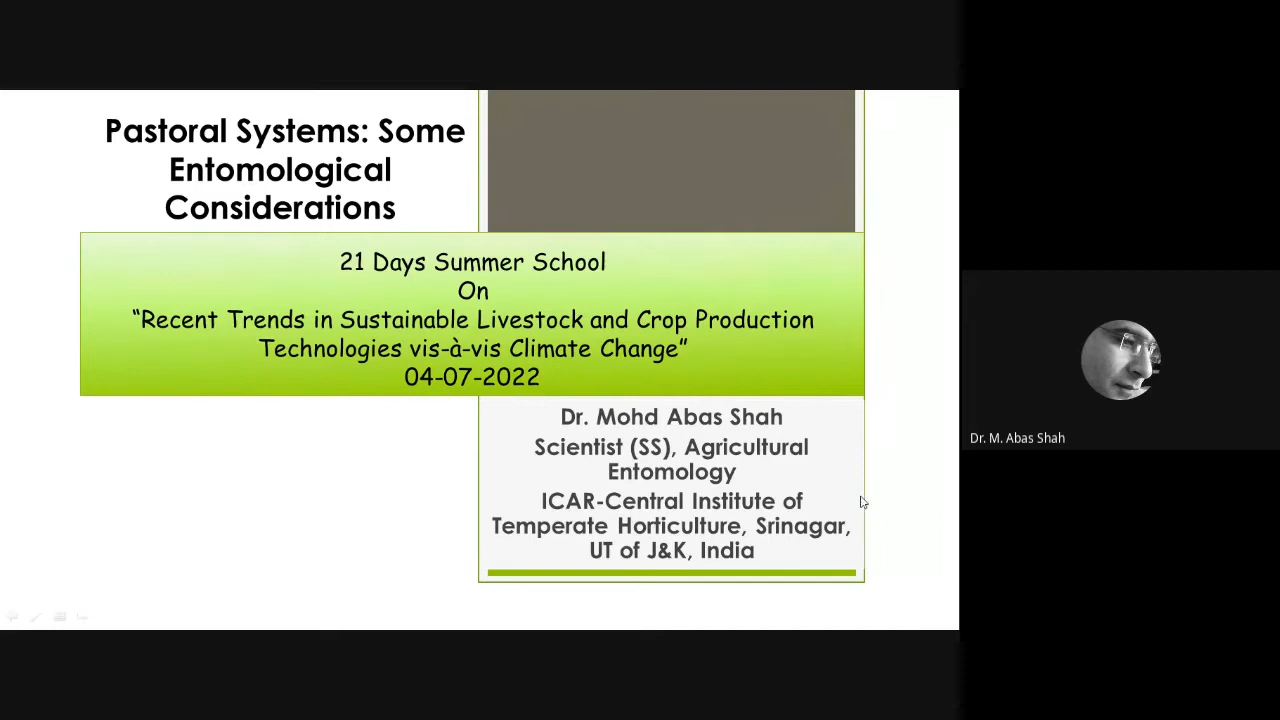 Pastoral Systems: Some
Entomological
Considerations
21 Days Summer School
On
“Recent Trends in Sustainable Livestock and Crop Production
Technologies vis-à-vis Climate Change”
04-07-2022
Dr. Mohd Abas Shah
Scientist (SS), Agricultural
Entomology
ICAR-Central Institute of
Temperate Horticulture, Srinagar,
UT of J&K, India
Dr. M. Abas Shah